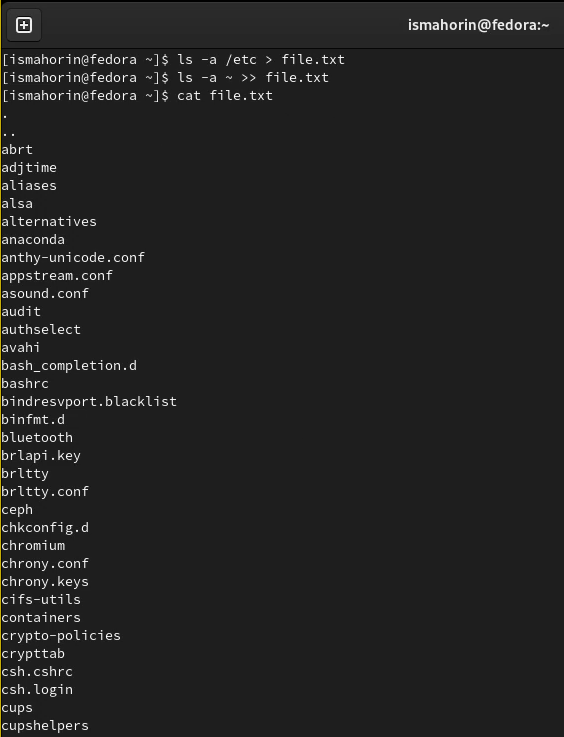 ismahorin@fedora:~
[ismahorin@fedora ~]$ ls -a /etc > file.txt
[ismahorin@fedora ~]$ ls -a ~ >> file.txt
[ismahorin@fedora ~]$ cat file.txt
.
..
abrt
adjtime
aliases
alsa
alternatives
anaconda
anthy-unicode.conf
appstream.conf
asound.conf
audit
authselect
avahi
bash_completion.d
bashrc
bindresvport.blacklist
binfmt.d
bluetooth
brlapi.key
brltty
brltty.conf
ceph
chkconfig.d
chromium
chrony.conf
chrony.keys
cifs-utils
containers
crypto-policies
crypttab
csh.cshrc
csh.login
cups
cupshelpers